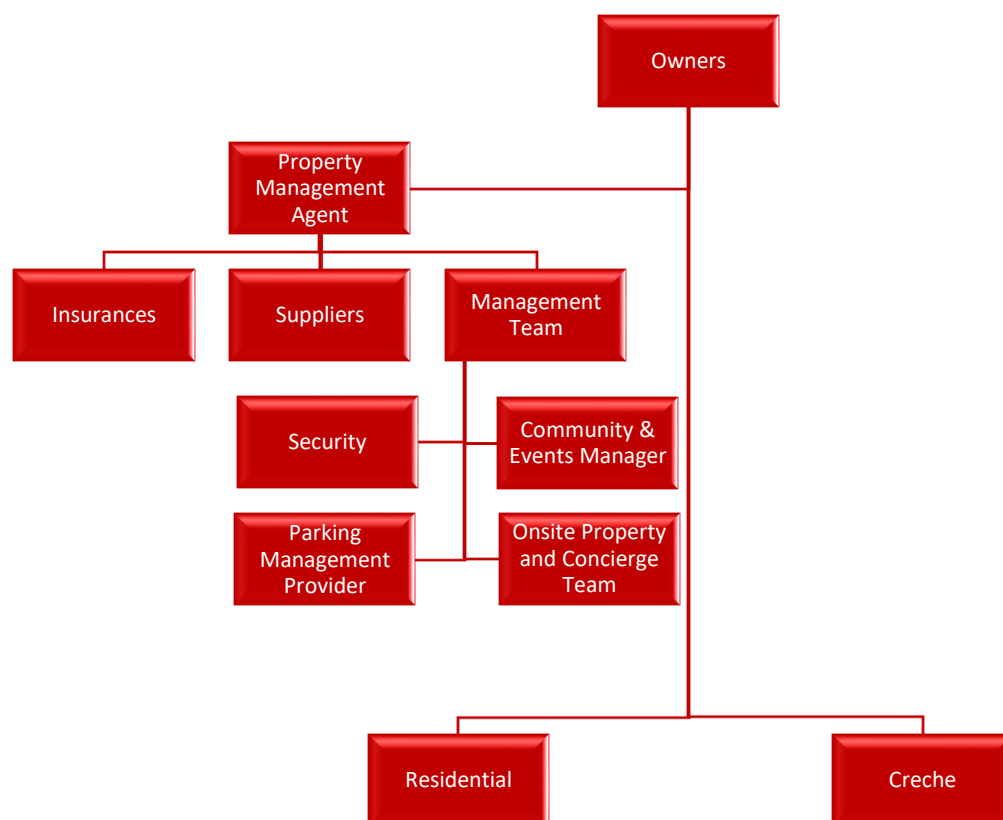 Owners
Property
Management
Agent
Insurances
Suppliers
Management
Team
Security
Community &
Events Manager
Parking
Management
Provider
Onsite Property
and Concierge
Team
Residential
Creche